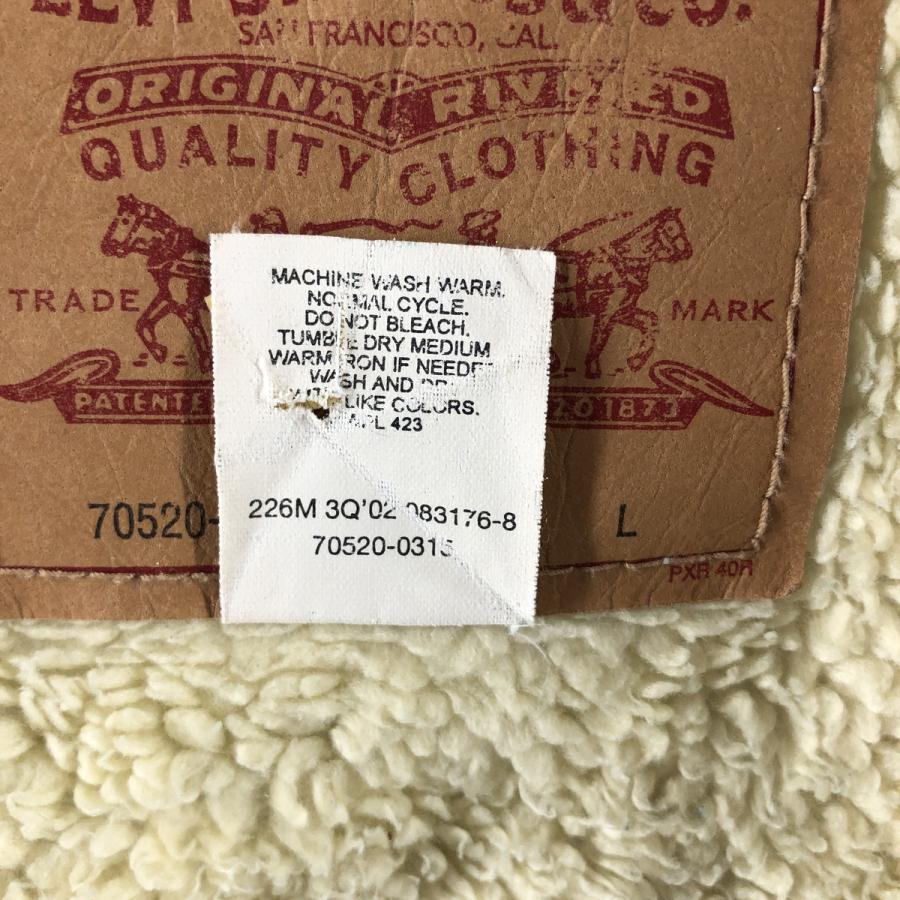 SAN FRANCISCO, CAL.
ORIGINAL RIVETED
QUALITY CLOTHING
TRADE MARK
MACHINE WASH WARM.
NORMAL CYCLE.
DO NOT BLEACH.
TUMBLE DRY MEDIUM
WARM IRON IF NEEDED
WASH AND DRY
WITH LIKE COLORS.
APL 423
226M 3Q'02 083176-8
70520-0315
70520-
L
PXR 40R